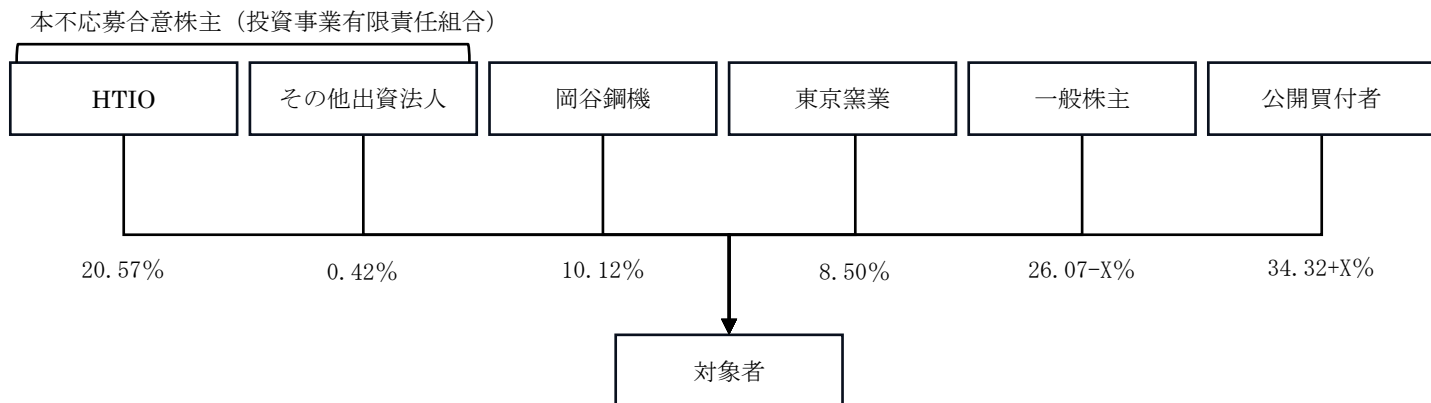 本不応募合意株主（投資事業有限責任組合）
HTIO
その他出資法人
岡谷鋼機
東京窯業
一般株主
公開買付者
20.57%
0.42%
10.12%
8.50%
26.07-X%
34.32+X%
対象者